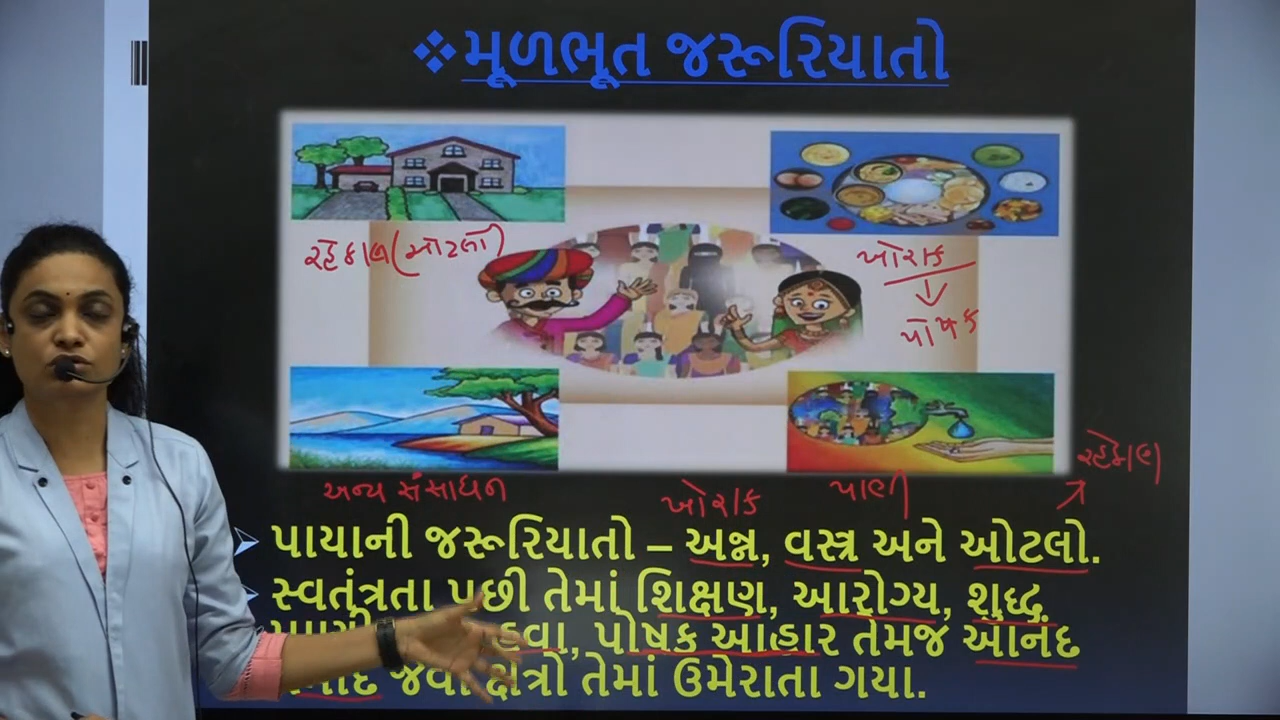 ❖મૂળભૂત જરૂરિયાતો
રહેઠાણ(ઓટલો)
ખોરાક
પોષક
રહેઠાણ
અન્ય સંસાધન
ખોરાક
પાણી
➢ પાયાની જરૂરિયાતો – અન્ન, વસ્ત્ર અને ઓટલો.
સ્વતંત્રતા પછી તેમાં શિક્ષણ, આરોગ્ય, શુદ્ધ
હવા, પોષક આહાર તેમજ આનંદ
જેવા ક્ષેત્રો તેમાં ઉમેરાતા ગયા.